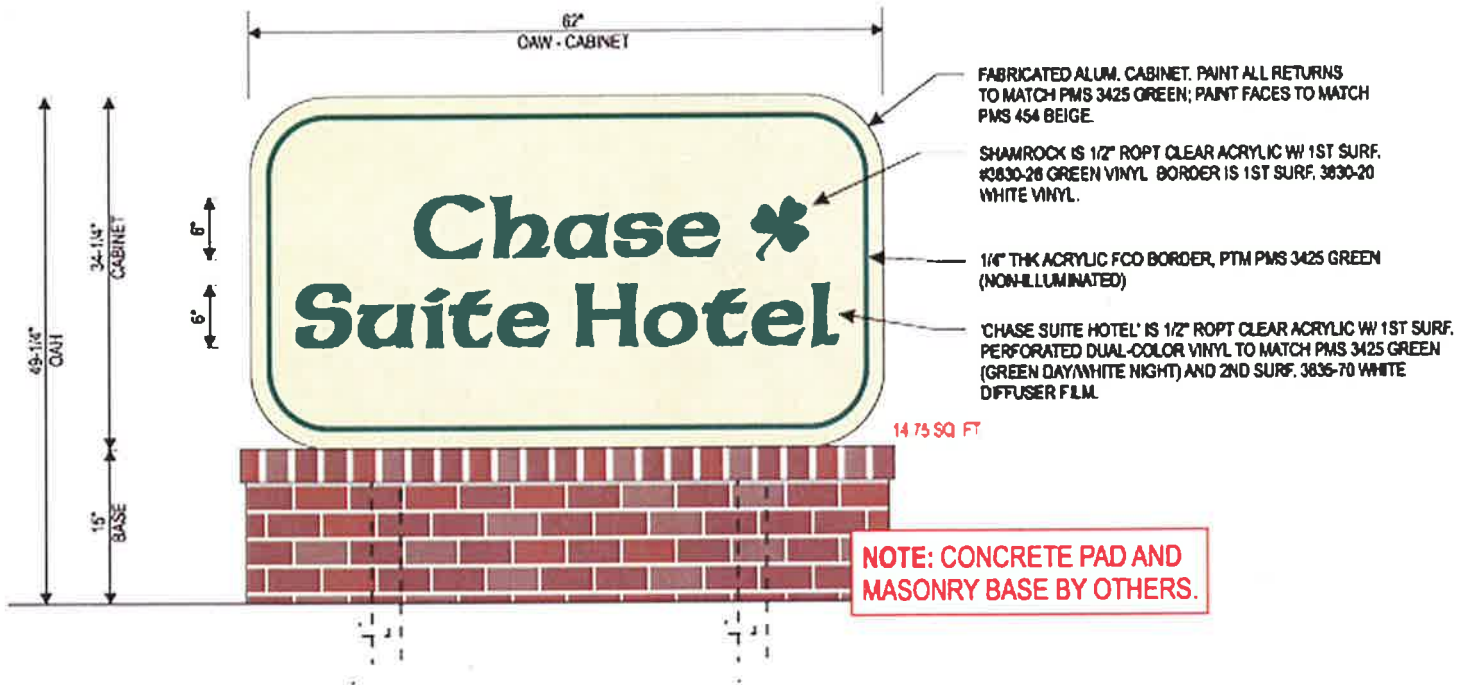 62"
OAW - CABINET
FABRICATED ALUM. CABINET. PAINT ALL RETURNS
TO MATCH PMS 3425 GREEN; PAINT FACES TO MATCH
PMS 454 BEIGE.
SHAMROCK IS 1/2" ROPT CLEAR ACRYLIC W/ 1ST SURF.
#3630-26 GREEN VINYL BORDER IS 1ST SURF. 3630-20
WHITE VINYL.
Chase
Suite Hotel
1/4" THK ACRYLIC FCO BORDER, PTM PMS 3425 GREEN
(NON-ILLUMINATED)
'CHASE SUITE HOTEL' IS 1/2" ROPT CLEAR ACRYLIC W/ 1ST SURF.
PERFORATED DUAL-COLOR VINYL TO MATCH PMS 3425 GREEN
(GREEN DAY/WHITE NIGHT) AND 2ND SURF. 3635-70 WHITE
DIFFUSER FILM.
34-1/4"
CABINET
6"
49-1/4"
OAH
15"
BASE
14.75 SQ FT
NOTE: CONCRETE PAD AND
MASONRY BASE BY OTHERS.